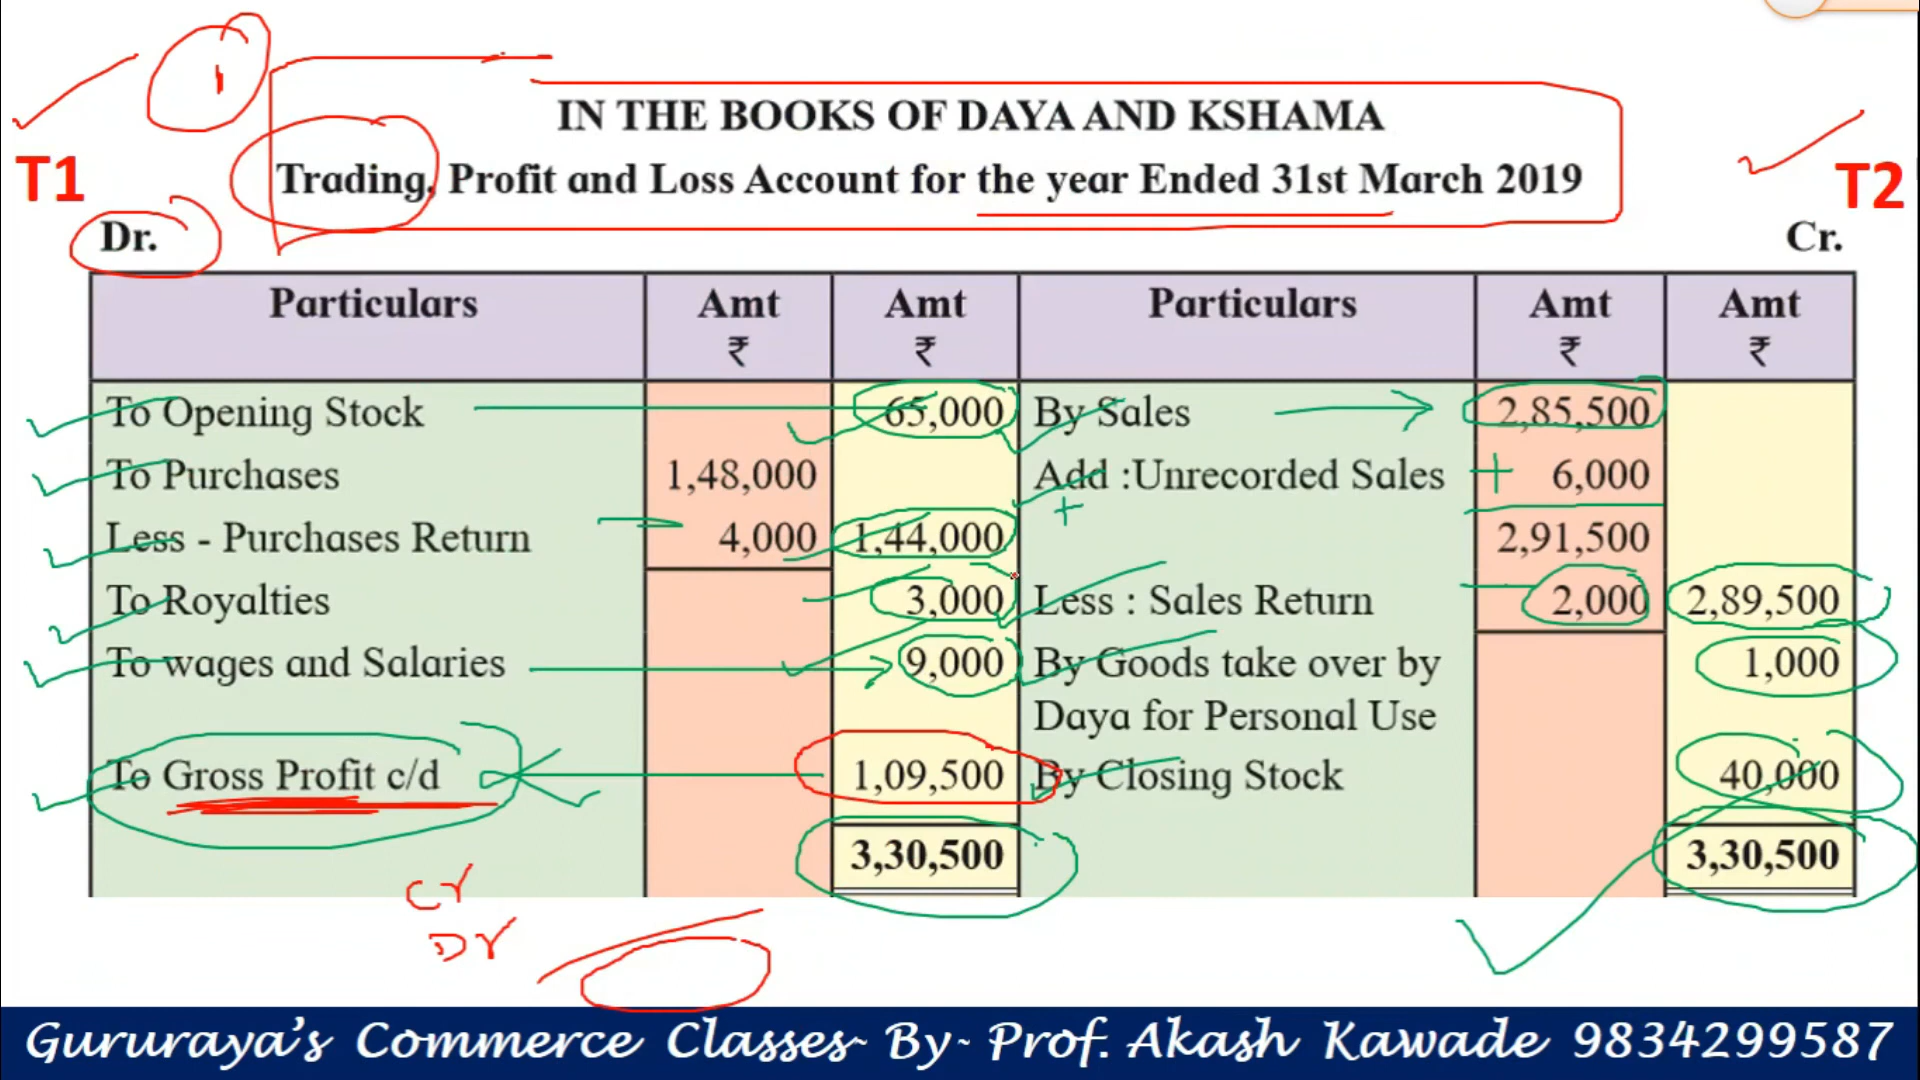 1
IN THE BOOKS OF DAYA AND KSHAMA
T1
Trading, Profit and Loss Account for the year Ended 31st March 2019
T2
Dr.
Cr.
Particulars Amt Amt Particulars Amt Amt
₹ ₹ ₹ ₹
To Opening Stock 65,000 By Sales 2,85,500
To Purchases 1,48,000 Add :Unrecorded Sales + 6,000
+
Less - Purchases Return 4,000 1,44,000 2,91,500
To Royalties 3,000 Less : Sales Return 2,000 2,89,500
To wages and Salaries 9,000 By Goods take over by 1,000
Daya for Personal Use
To Gross Profit c/d 1,09,500 By Closing Stock 40,000
3,30,500 3,30,500
CY
DY
Gururaya's Commerce Classes- By- Prof. Akash Kawade 9834299587